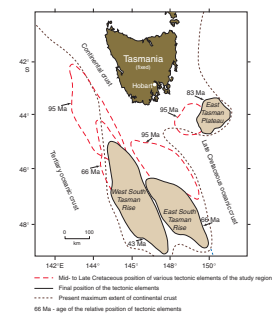 Tasmania
(fixed)
Hobart
Continental crust
42°
S
44°
46°
48°
83 Ma
95 Ma
95 Ma
95 Ma
East
Tasman
Plateau
Tertiary oceanic crust
Late Cretaceous oceanic crust
66 Ma
West South
Tasman
Rise
East South
Tasman
Rise
66 Ma
43 Ma
0 100
km
142°E 144° 146° 148° 150°
Mid- to Late Cretaceous position of various tectonic elements of the study region
Final position of the tectonic elements
Present maximum extent of continental crust
66 Ma - age of the relative position of tectonic elements